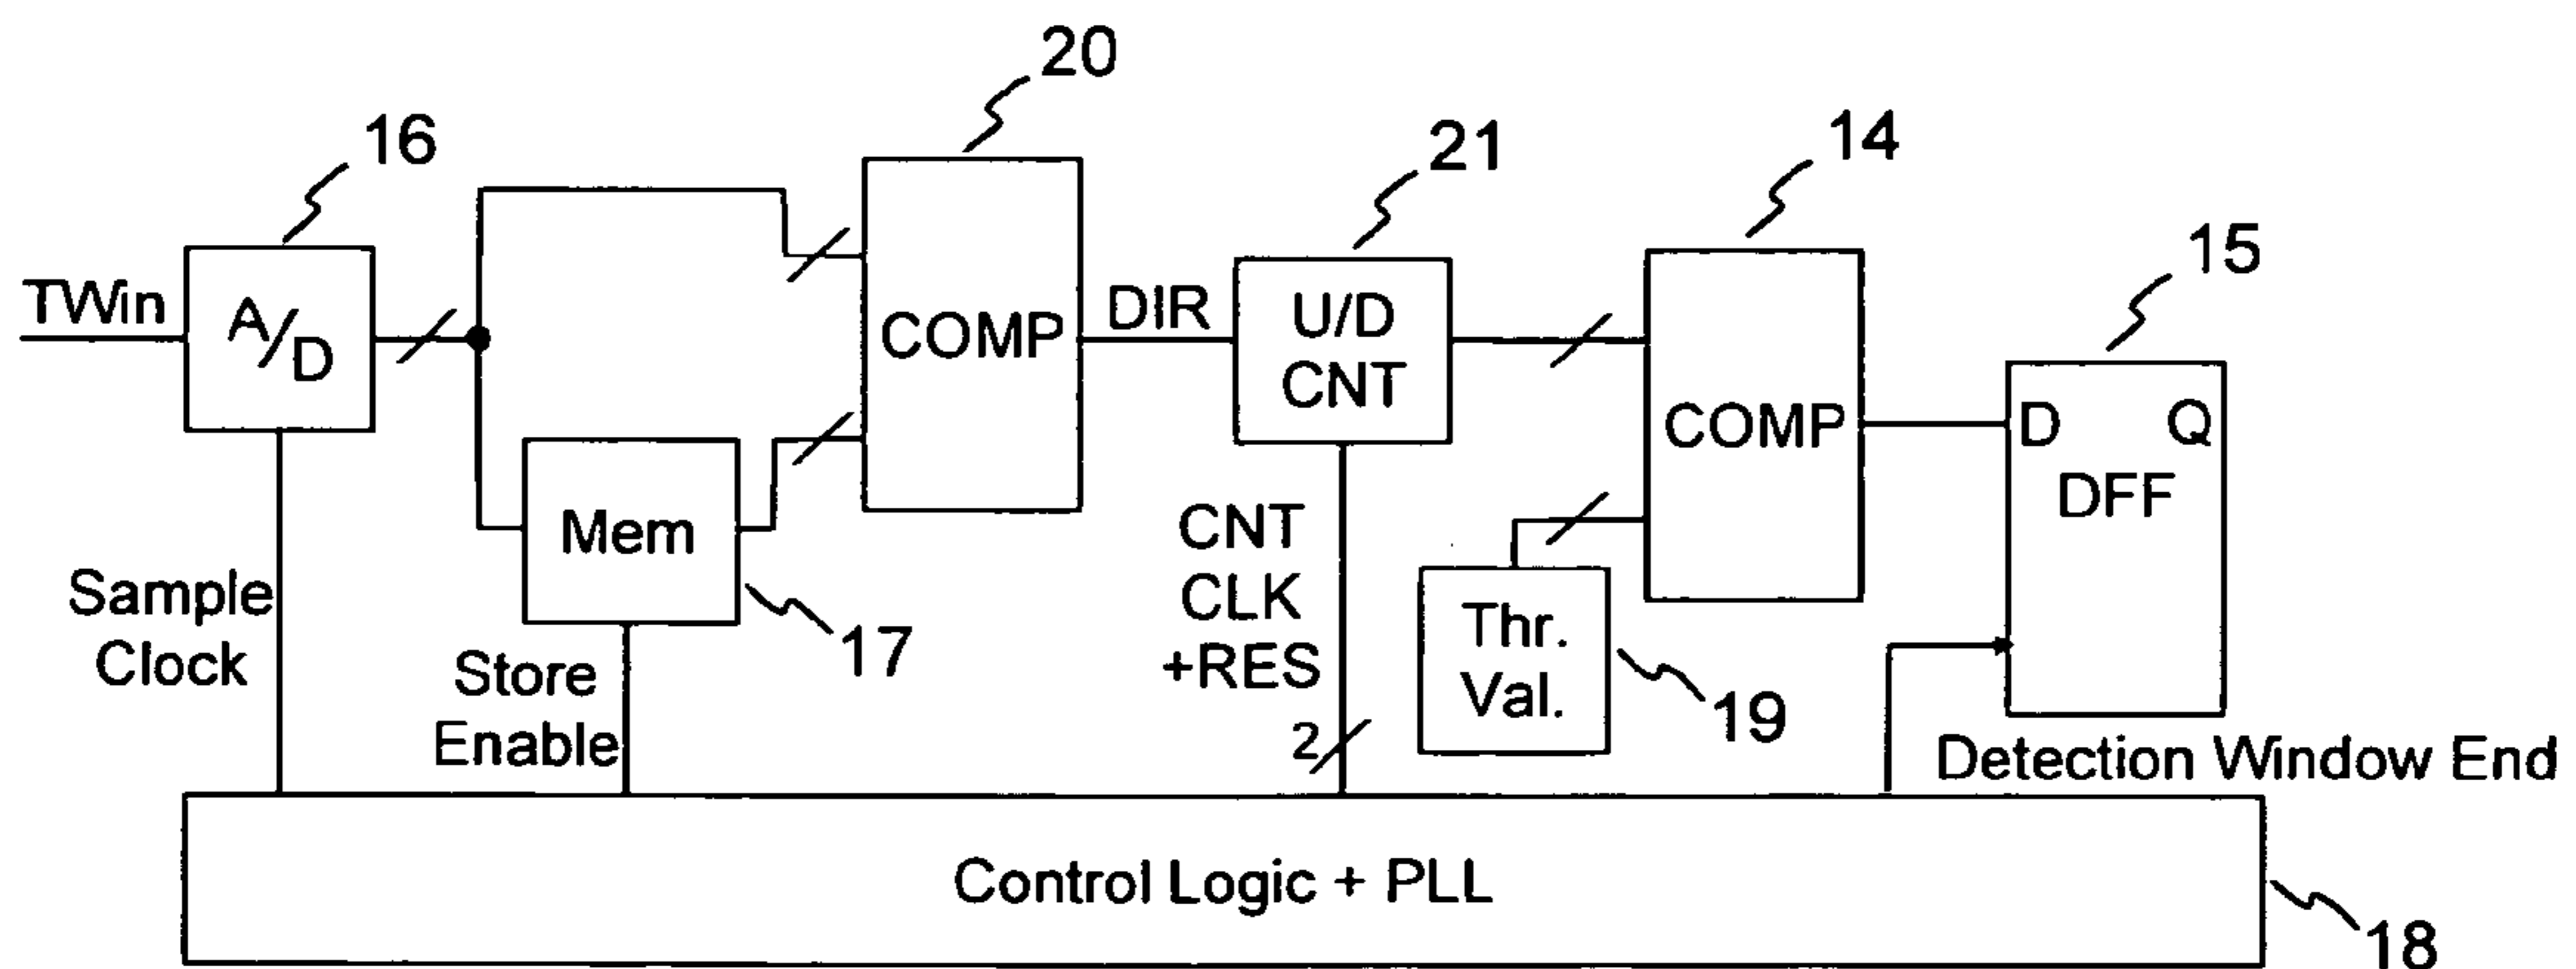 20
16
21
14
15
TWin
A/D
COMP
DIR
U/D
CNT
COMP
D
Q
DFF
Mem
CNT
CLK
+RES
2
Thr.
Val.
19
17
Sample
Clock
Store
Enable
Detection Window End
Control Logic + PLL
18